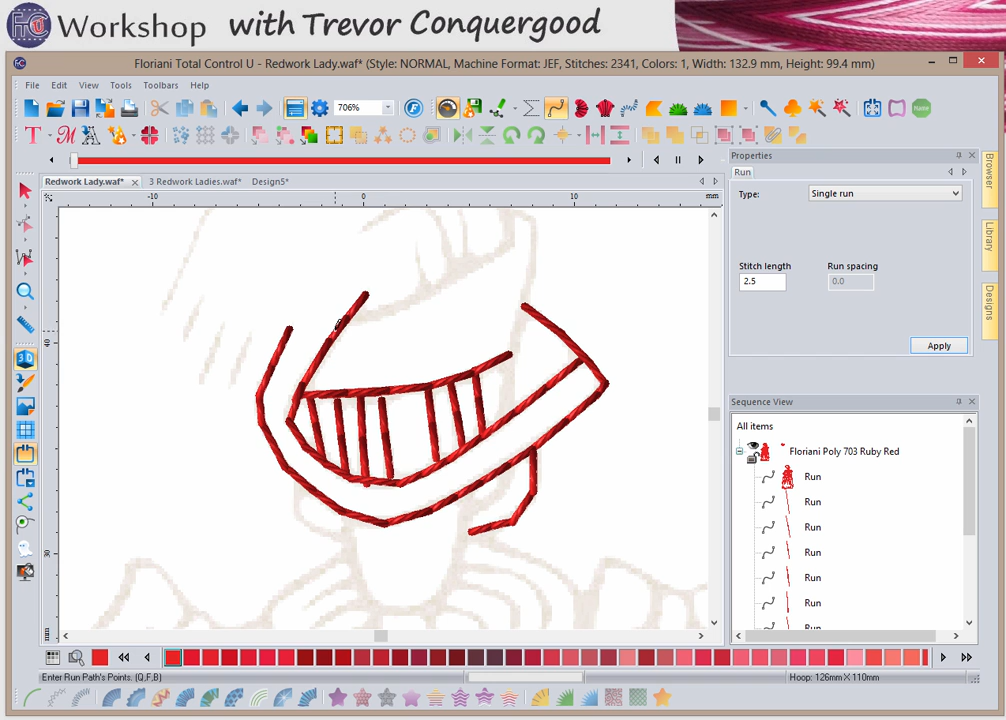 Workshop with Trevor Conquergood
Floriani Total Control U - Redwork Lady.waf* (Style: NORMAL, Machine Format: JEF, Stitches: 2341, Colors: 1, Width: 132.9 mm, Height: 99.4 mm)
File Edit View Tools Toolbars Help
706%
Name
Properties
Redwork Lady.waf* 3 Redwork Ladies.waf* Design5*
Run
-10 0 10 mm
Type: Single run
Stitch length Run spacing
2.5 0.0
40
Apply
Sequence View
All items
Floriani Poly 703 Ruby Red
Run
Run
Run
Run
30
Run
Run
Run
mm
Enter Run Path's Points. (Q,F,B)
Hoop: 126mm X 110mm
Browser
Library
Designs
3D